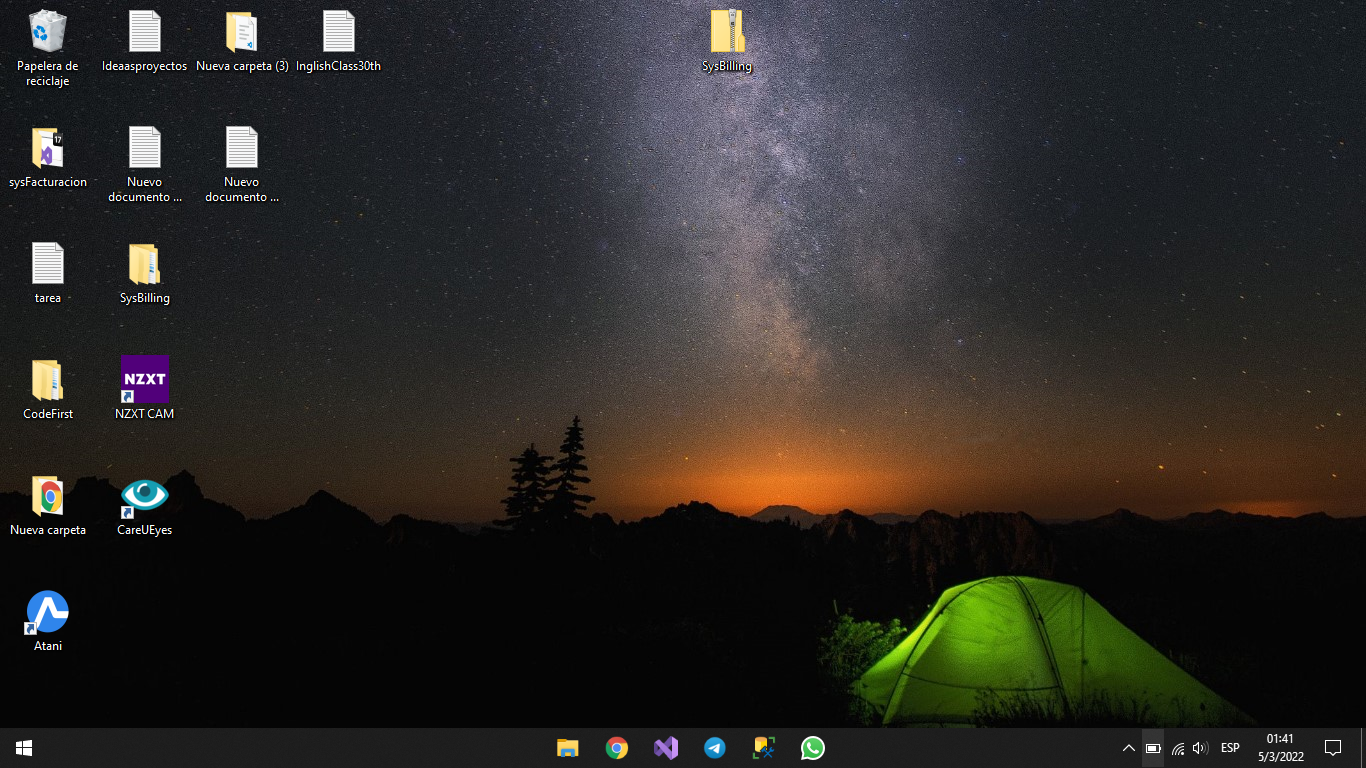 Papelera de
reciclaje
Ideaasproyectos
Nueva carpeta (3)
InglishClass30th
SysBilling
17
sysFacturacion
Nuevo
documento ...
Nuevo
documento ...
tarea
SysBilling
CodeFirst
NZXT
NZXT CAM
Nueva carpeta
CareUEyes
Atani
ESP
01:41
5/3/2022